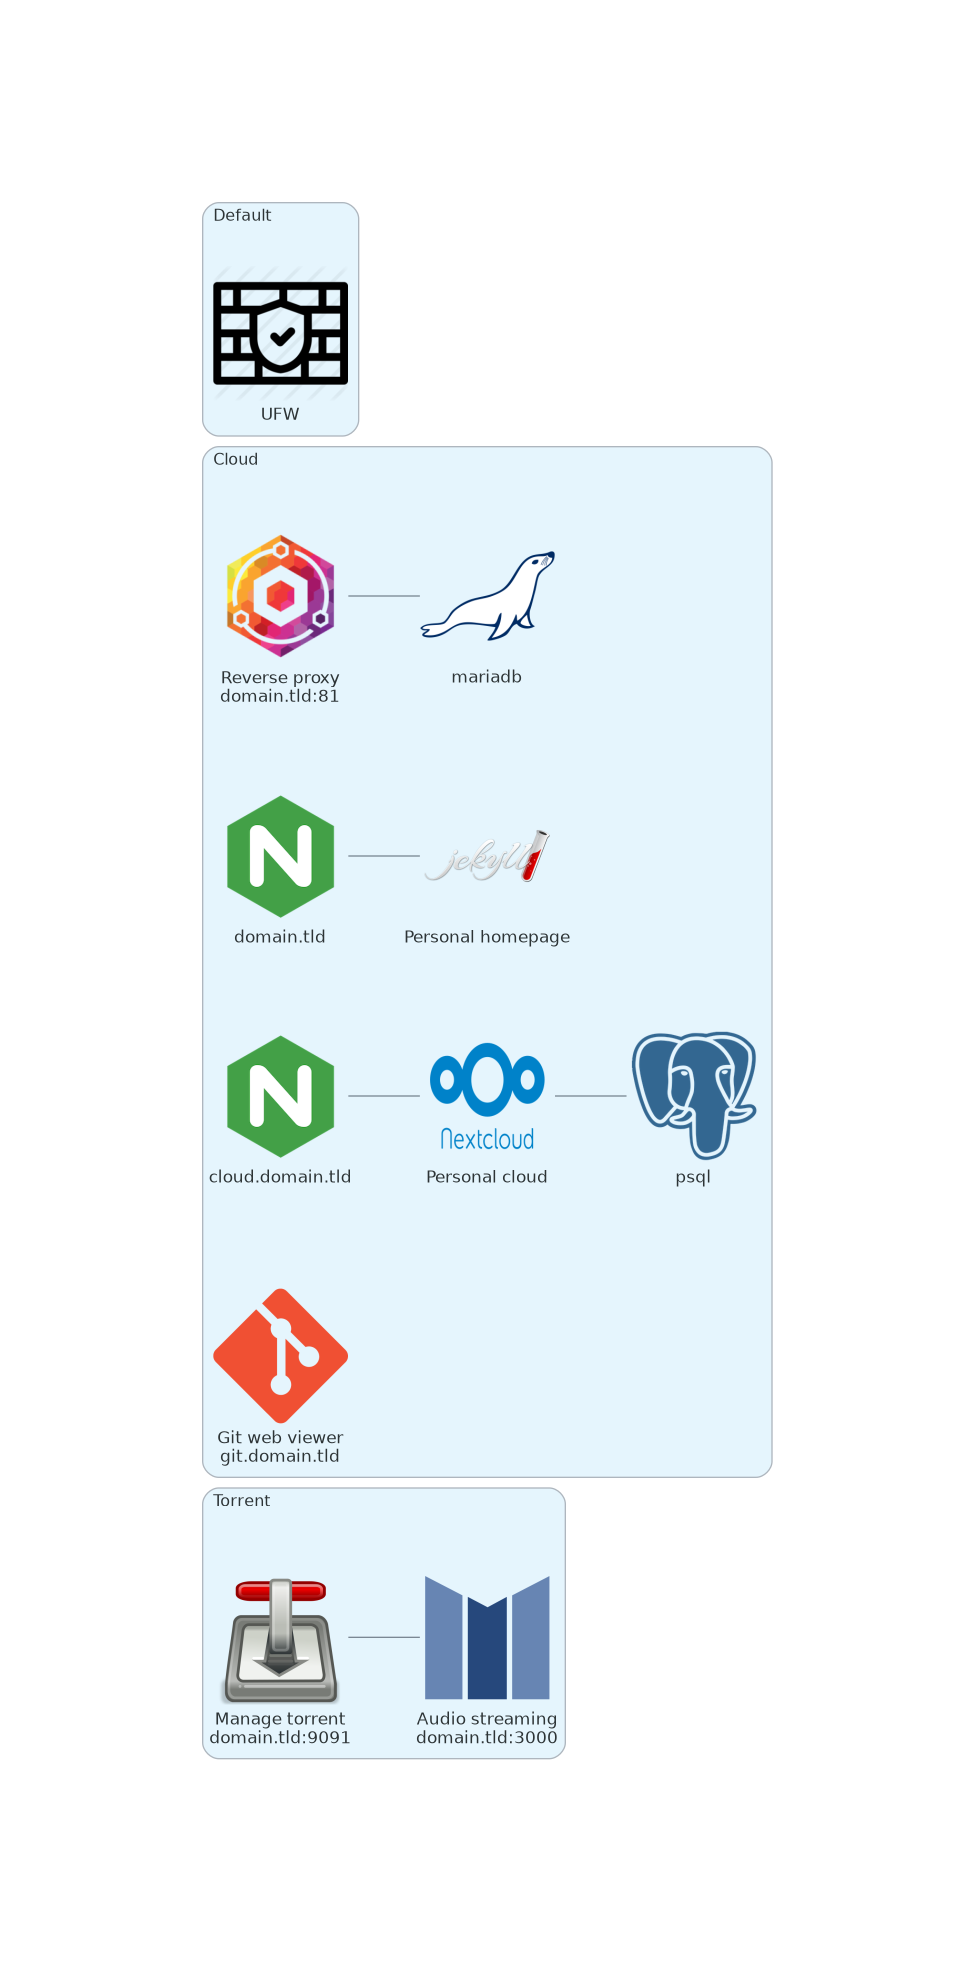 Default
UFW
Cloud
Reverse proxy
domain.tld:81
mariadb
N
jekyll
domain.tld
Personal homepage
N
Nextcloud
cloud.domain.tld
Personal cloud
psql
Git web viewer
git.domain.tld
Torrent
Manage torrent
domain.tld:9091
Audio streaming
domain.tld:3000